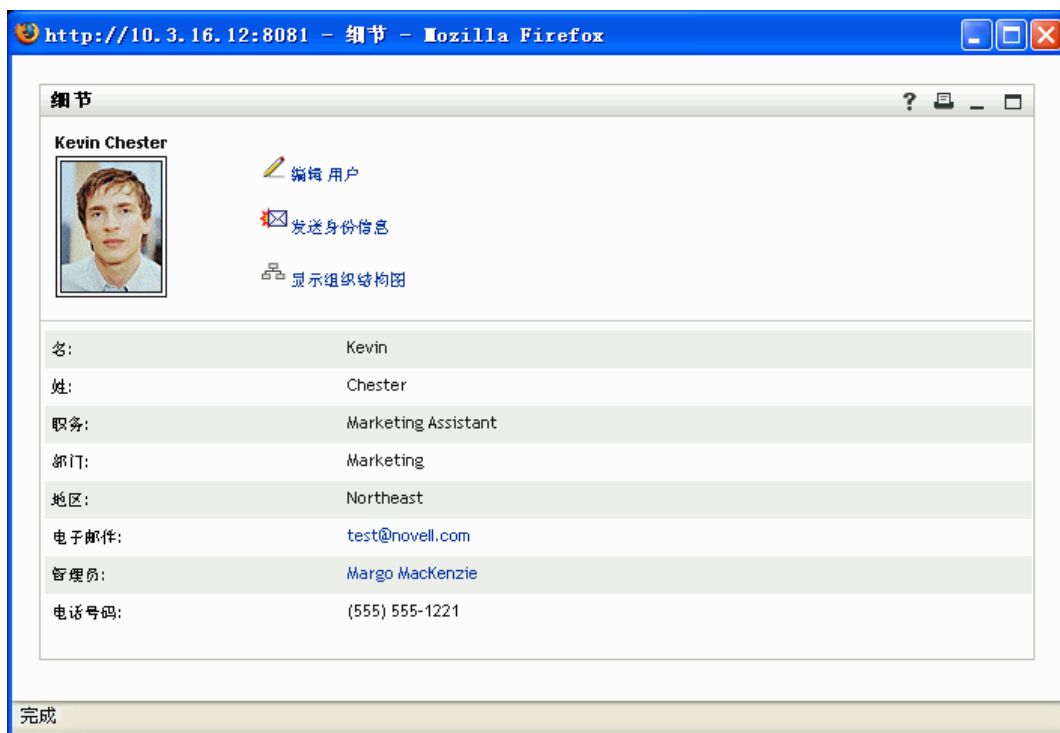 http://10.3.16.12:8081 - 细节 - Mozilla Firefox
细节
?
Kevin Chester
编辑 用户
发送身份信息
显示组织结构图
名: Kevin
姓: Chester
职务: Marketing Assistant
部门: Marketing
地区: Northeast
电子邮件: test@novell.com
管理员: Margo MacKenzie
电话号码: (555) 555-1221
完成